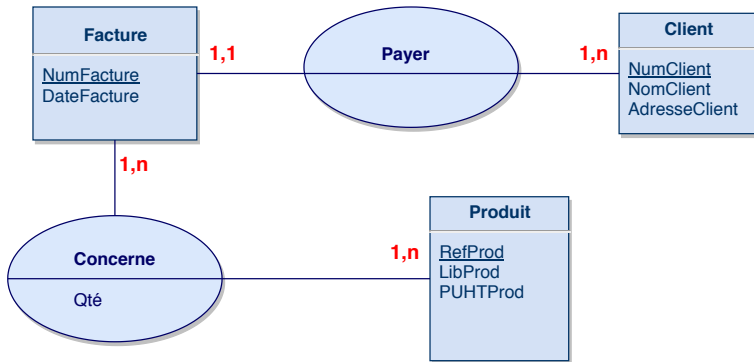 Facture
NumFacture
DateFacture
1,1
Payer
1,n
Client
NumClient
NomClient
AdresseClient
1,n
Concerne
Qté
1,n
Produit
RefProd
LibProd
PUHTProd